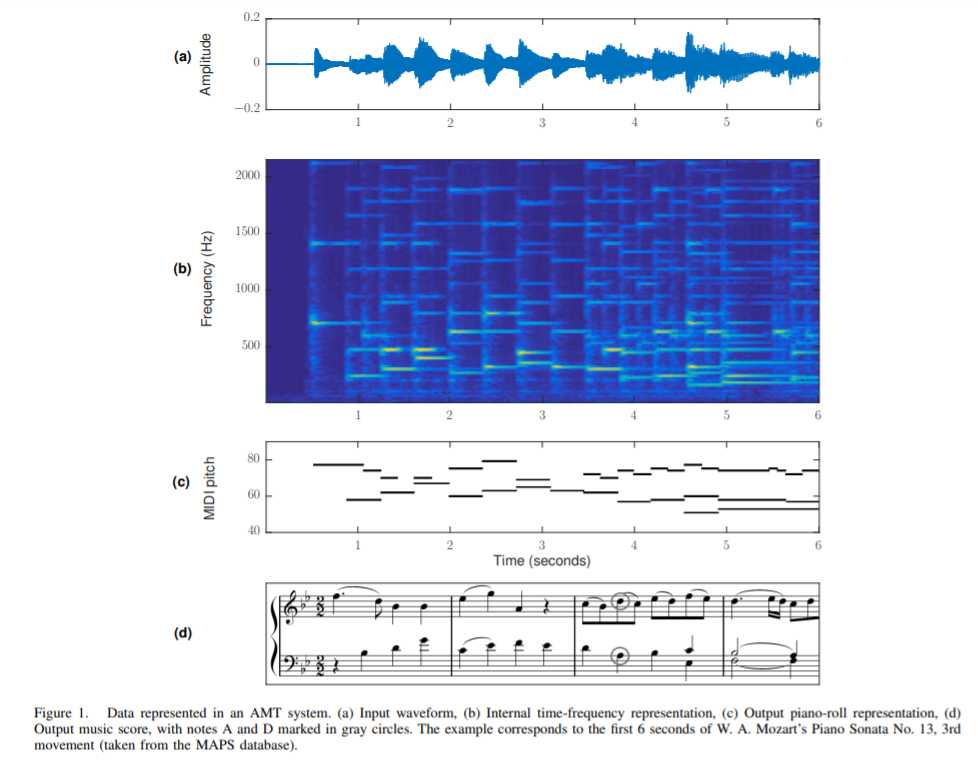 (a)
Amplitude
0.2
0
−0.2
1 2 3 4 5 6
(b)
Frequency (Hz)
2000
1500
1000
500
1 2 3 4 5 6
(c)
MIDI pitch
80
60
40
1 2 3 4 5 6
Time (seconds)
(d)
2
2
2
2
Figure 1. Data represented in an AMT system. (a) Input waveform, (b) Internal time-frequency representation, (c) Output piano-roll representation, (d)
Output music score, with notes A and D marked in gray circles. The example corresponds to the first 6 seconds of W. A. Mozart's Piano Sonata No. 13, 3rd
movement (taken from the MAPS database).